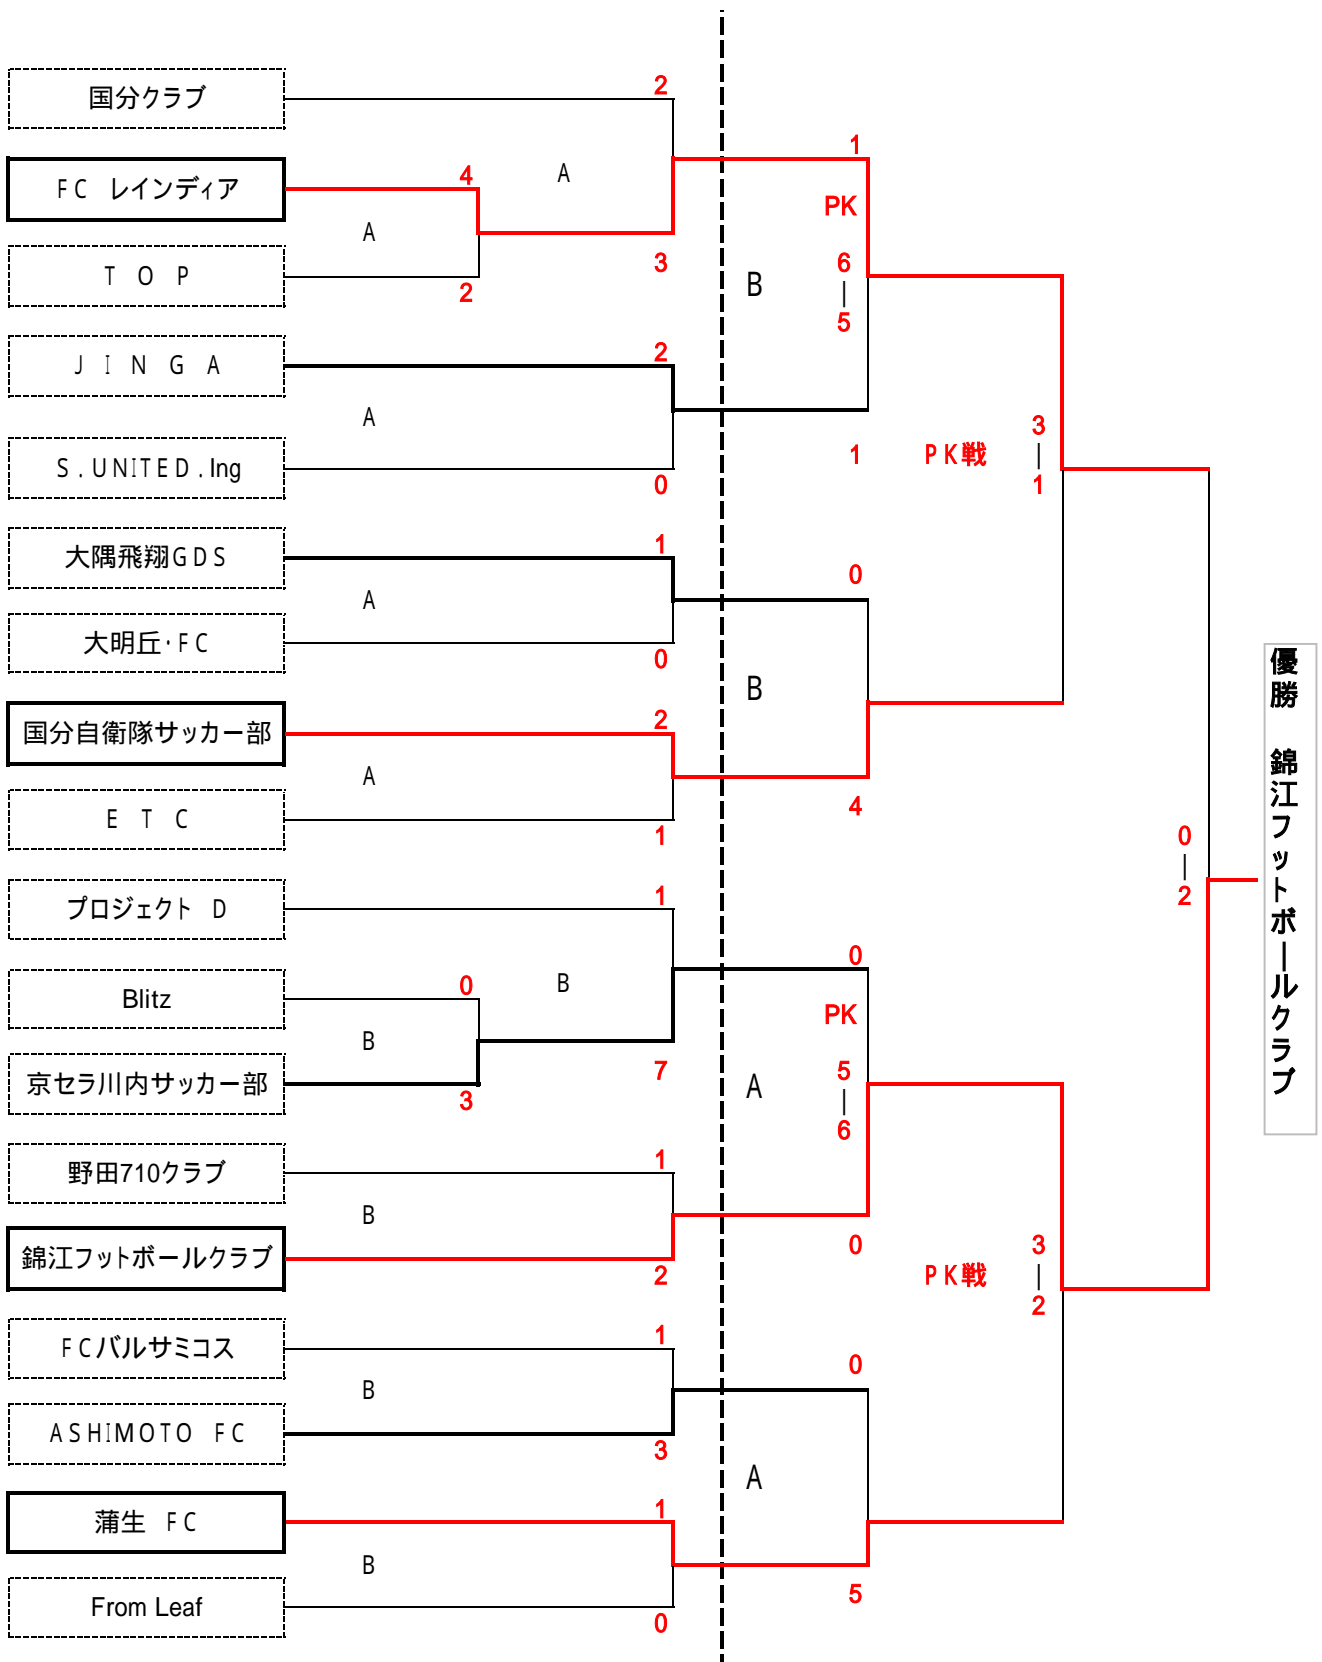 国分クラブ
2
1
FC レインディア
4
A
PK
A
TOP
3
6
B
|
2
5
JINGA
2
A
3
|
1
PK戦
1
S.UNITED.Ing
0
大隅飛翔GDS
1
A
0
大明丘・FC
0
B
国分自衛隊サッカー部
2
A
4
ETC
1
0
|
2
優勝 錦江フットボールクラブ
プロジェクト D
1
0
Blitz
0
B
PK
B
京セラ川内サッカー部
7
5
A
|
3
6
野田710クラブ
1
B
錦江フットボールクラブ
0
3
|
2
PK戦
2
FCバルサミコス
1
0
B
ASHIMOTO FC
3
A
蒲生 FC
1
B
5
From Leaf
0